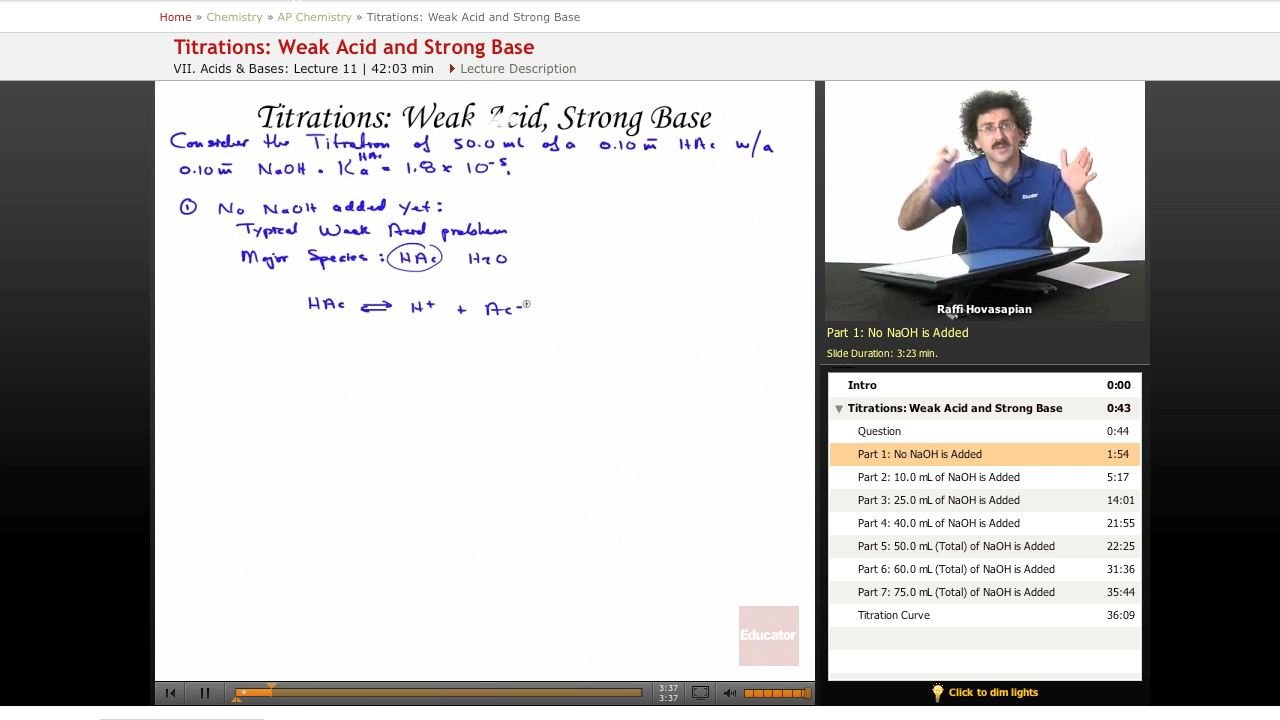 Home » Chemistry » AP Chemistry » Titrations: Weak Acid and Strong Base
Titrations: Weak Acid and Strong Base
VII. Acids & Bases: Lecture 11 | 42:03 min Lecture Description
Titrations: Weak Acid, Strong Base
Consider the Titration of 50.0 mL of a 0.10 m HAc w/a
0.10 m NaOH. Ka HAc = 1.8 x 10-5.
① No NaOH added yet:
Typical Weak Acid problem
Major Species: HAc H2O
HAc ⇌ H+ + Ac-
Educator
Educator
Raffi Hovasapian
Part 1: No NaOH is Added
Slide Duration: 3:23 min.
Intro 0:00
Titrations: Weak Acid and Strong Base 0:43
Question 0:44
Part 1: No NaOH is Added 1:54
Part 2: 10.0 mL of NaOH is Added 5:17
Part 3: 25.0 mL of NaOH is Added 14:01
Part 4: 40.0 mL of NaOH is Added 21:55
Part 5: 50.0 mL (Total) of NaOH is Added 22:25
Part 6: 60.0 mL (Total) of NaOH is Added 31:36
Part 7: 75.0 mL (Total) of NaOH is Added 35:44
Titration Curve 36:09
3:37
3:37
Click to dim lights